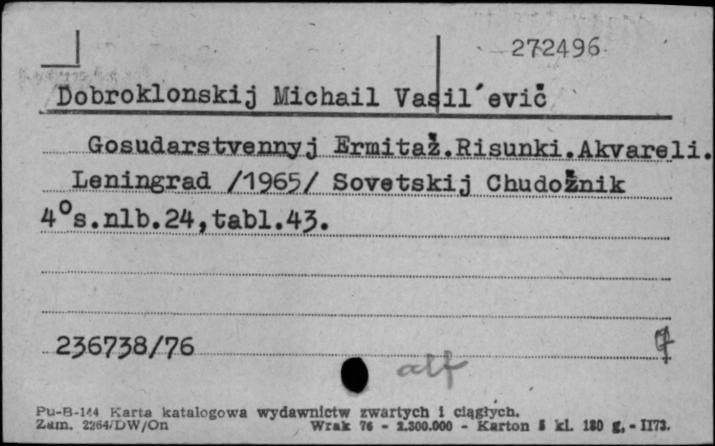 272496
Dobroklonskij Michail Vasil´evič
Gosudarstvennyj Ermitaž.Risunki.Akvareli.
Leningrad /1965/ Sovetskij Chudožnik
4°s.nlb.24,tabl.43.
236738/76
alf
Pu-B-144 Karta katalogowa wydawnictw zwartych i ciągłych.
Zam. 2264/DW/On Wrak 76 - 2.300.000 - Karton 5 kl. 180 g. - II73.